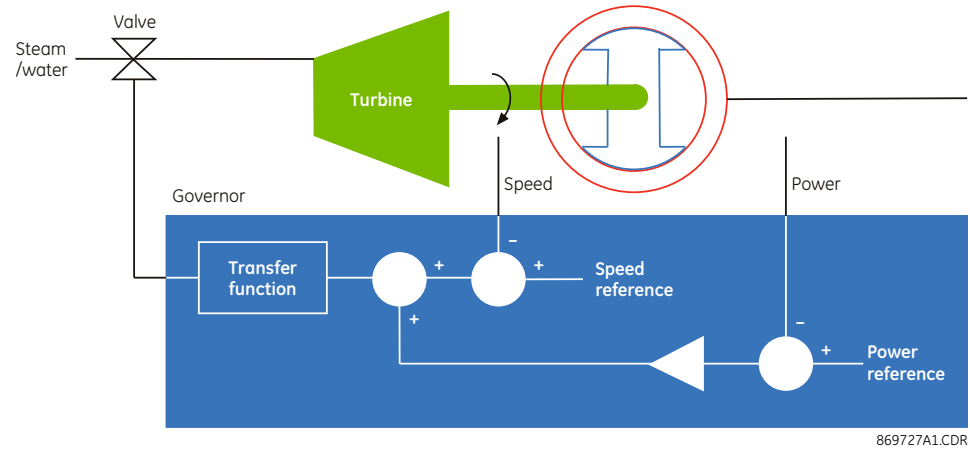 Valve
Steam
/water
Turbine
Speed
Power
Governor
Transfer
function
+
−
+
Speed
reference
+
−
+
Power
reference
869727A1.CDR